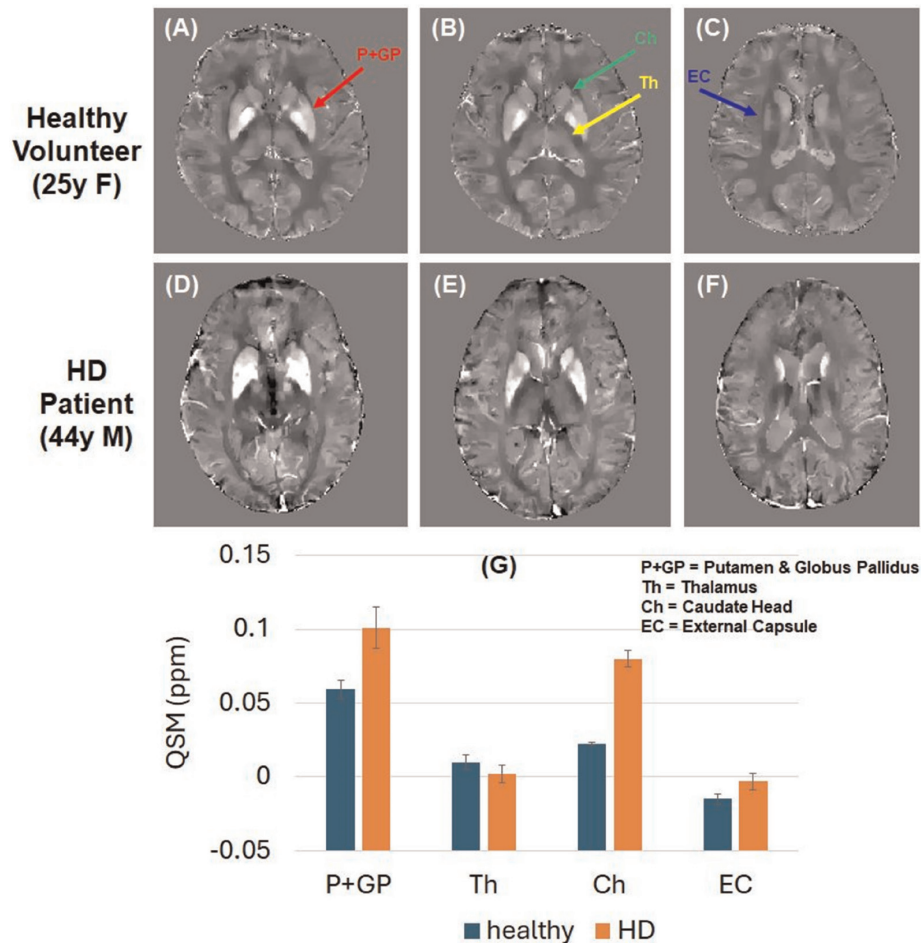 Healthy
Volunteer
(25y F)
(A)
P+GP
(B)
Ch
Th
(C)
EC
HD
Patient
(44y M)
(D)
(E)
(F)
(G)
P+GP = Putamen & Globus Pallidus
Th = Thalamus
Ch = Caudate Head
EC = External Capsule
QSM (ppm)
0.15
0.1
0.05
0
-0.05
P+GP Th Ch EC
healthy HD